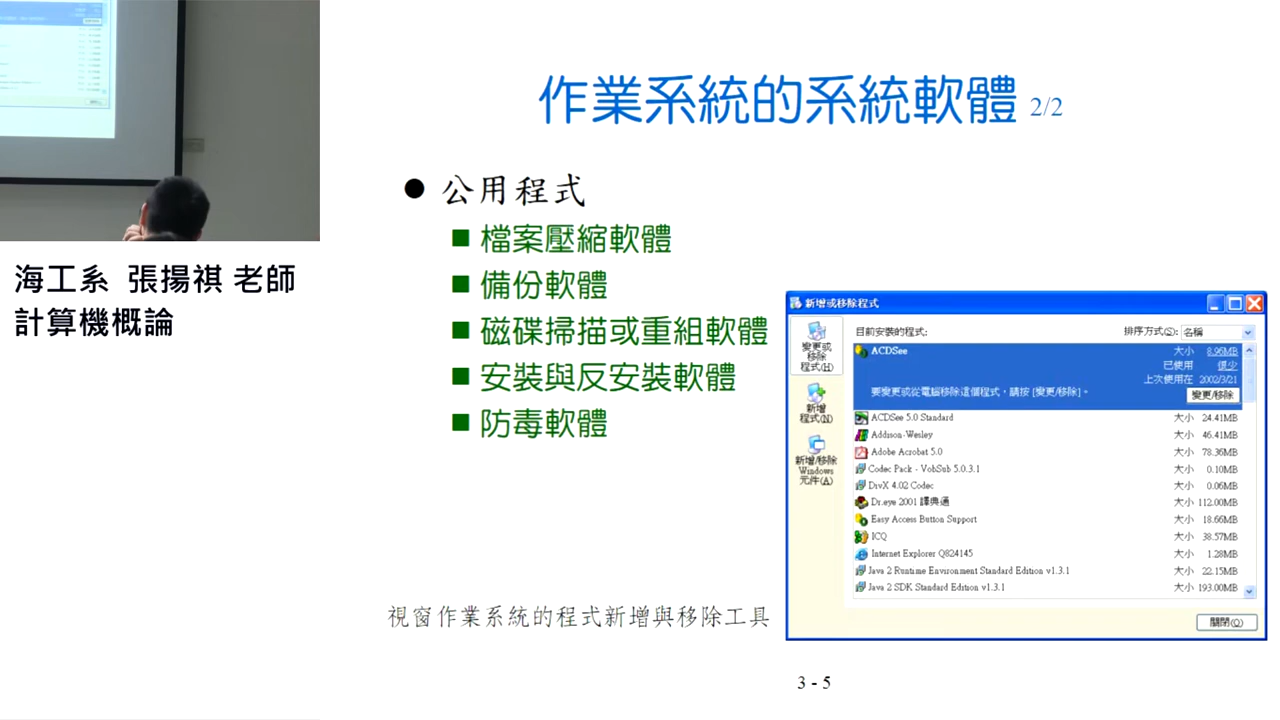 作業系統的系統軟體 2/2
海工系 張揚祺 老師
計算機概論
● 公用程式
■ 檔案壓縮軟體
■ 備份軟體
■ 磁碟掃描或重組軟體
■ 安裝與反安裝軟體
■ 防毒軟體
新增或移除程式
變更或
移除
程式(H)
新增
程式(N)
新增/移除
Windows
元件(A)
目前安裝的程式: 排序方式(S): 名稱
ACDSee 大小 8.96MB
已使用 很少
上次使用在 2002/3/21
要變更或從電腦移除這個程式，請按 [變更/移除]。 變更/移除
ACDSee 5.0 Standard 大小 24.41MB
Addison-Wesley 大小 46.41MB
Adobe Acrobat 5.0 大小 78.36MB
Codec Pack - VobSub 5.0.3.1 大小 0.10MB
DivX 4.02 Codec 大小 0.06MB
Dr.eye 2001 譯典通 大小 112.00MB
Easy Access Button Support 大小 18.66MB
ICQ 大小 38.57MB
Internet Explorer Q824145 大小 1.28MB
Java 2 Runtime Environment Standard Edition v1.3.1 大小 22.15MB
Java 2 SDK Standard Edition v1.3.1 大小 193.00MB
關閉(O)
視窗作業系統的程式新增與移除工具
3 - 5